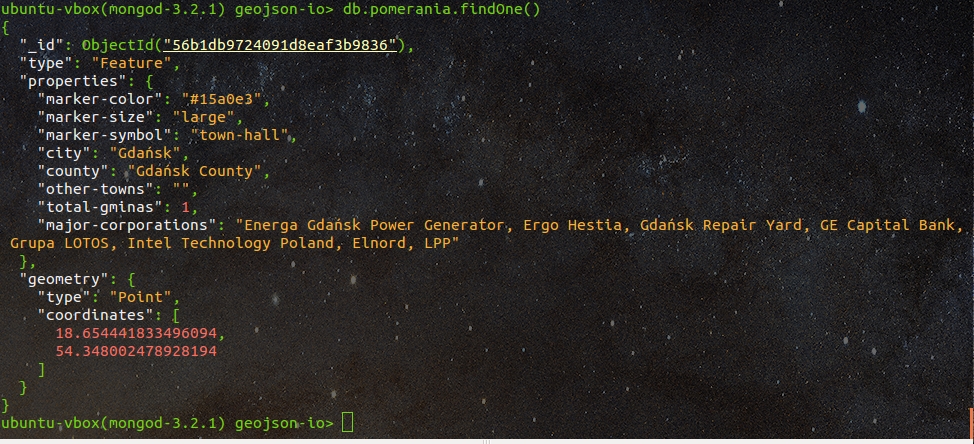 ubuntu-vbox(mongod-3.2.1) geojson-io> db.pomerania.findOne()
{
  "_id": ObjectId("56b1db9724091d8eaf3b9836"),
  "type": "Feature",
  "properties": {
    "marker-color": "#15a0e3",
    "marker-size": "large",
    "marker-symbol": "town-hall",
    "city": "Gdańsk",
    "county": "Gdańsk County",
    "other-towns": "",
    "total-gminas": 1,
    "major-corporations": "Energa Gdańsk Power Generator, Ergo Hestia, Gdańsk Repair Yard, GE Capital Bank,
 Grupa LOTOS, Intel Technology Poland, Elnord, LPP"
  },
  "geometry": {
    "type": "Point",
    "coordinates": [
      18.654441833496094,
      54.348002478928194
    ]
  }
}
ubuntu-vbox(mongod-3.2.1) geojson-io>